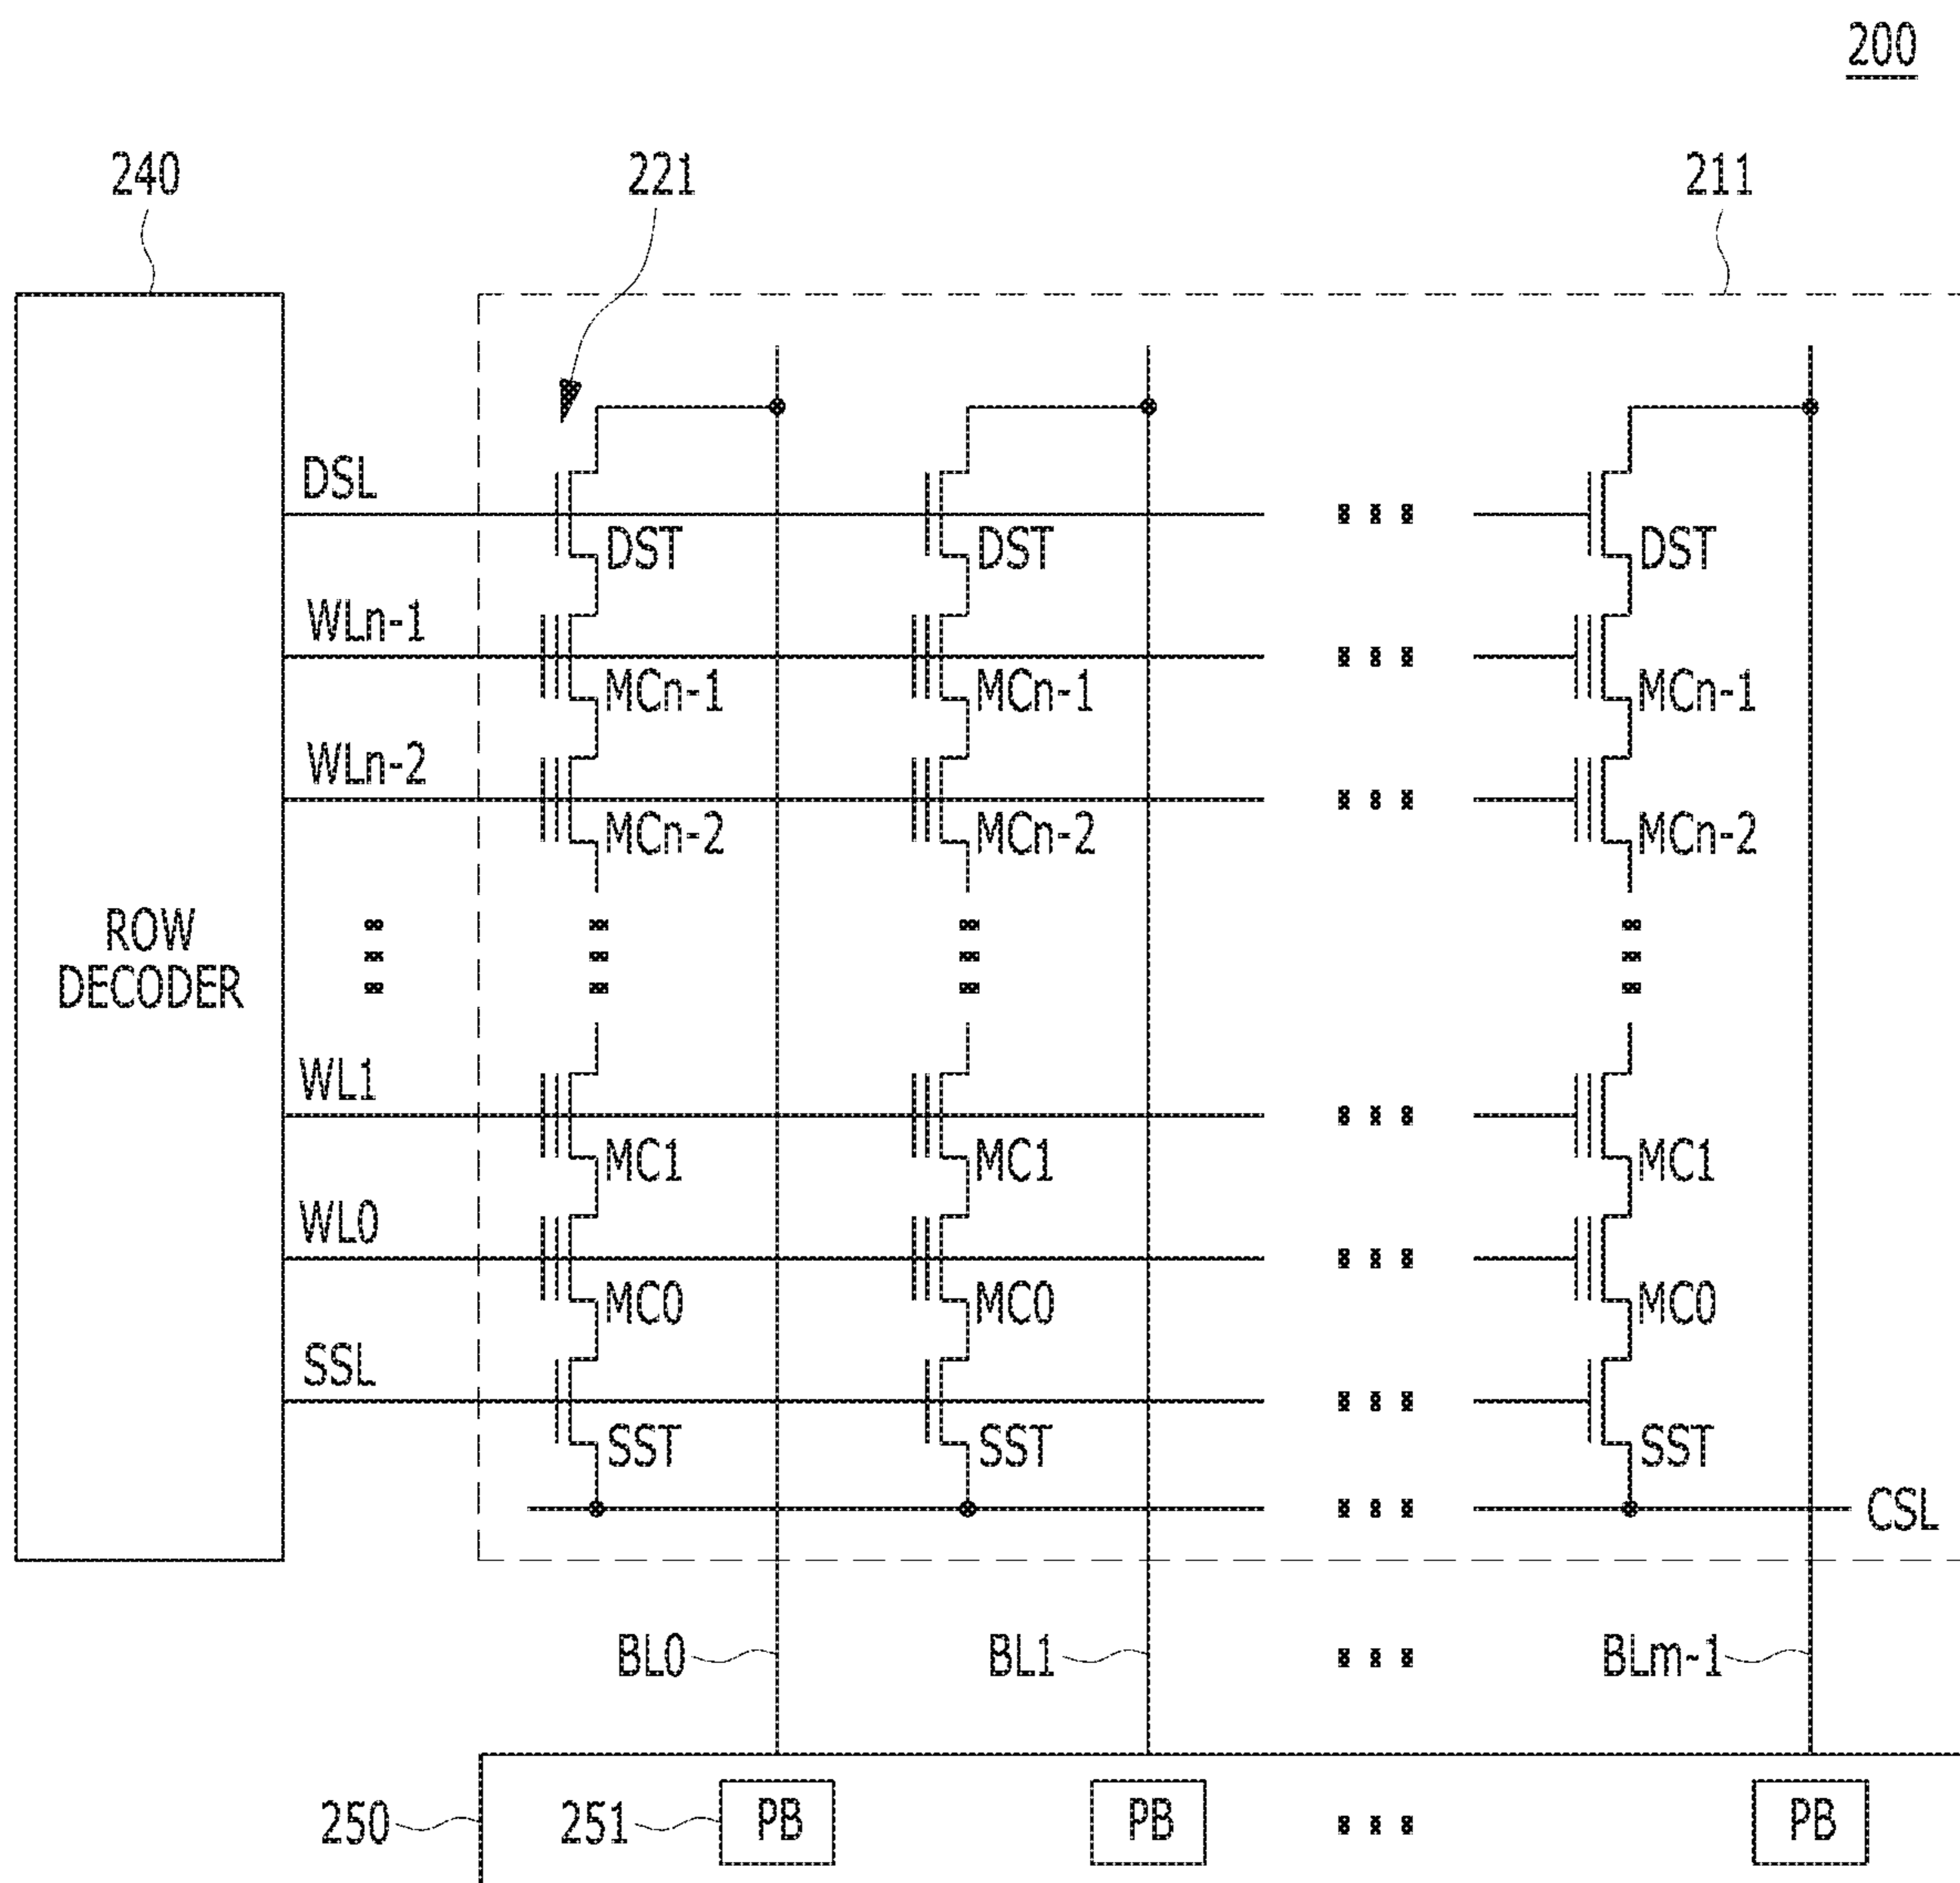 200
240
221
211
DSL
DST DST DST
WLn-1
MCn-1 MCn-1 MCn-1
WLn-2
MCn-2 MCn-2 MCn-2
ROW
DECODER
WL1
MC1 MC1 MC1
WL0
MC0 MC0 MC0
SSL
SST SST SST
CSL
BL0 BL1 BLm-1
250 251 PB PB PB